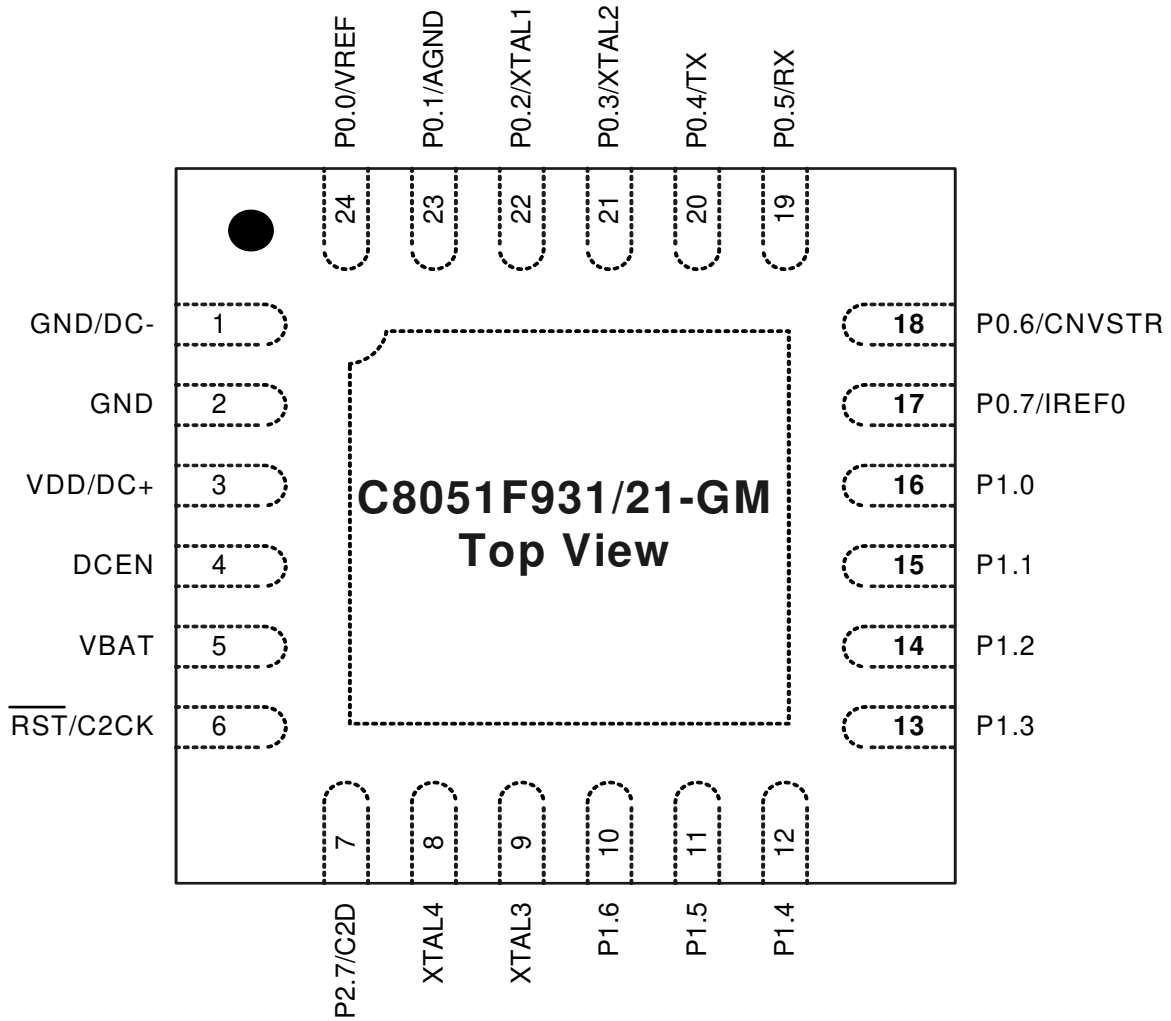 P0.0/VREF
P0.1/AGND
P0.2/XTAL1
P0.3/XTAL2
P0.4/TX
P0.5/RX
24
23
22
21
20
19
GND/DC- 1
18 P0.6/CNVSTR
GND 2
17 P0.7/IREF0
VDD/DC+ 3
16 P1.0
C8051F931/21-GM
Top View
DCEN 4
15 P1.1
VBAT 5
14 P1.2
RST/C2CK 6
13 P1.3
7
8
9
10
11
12
P2.7/C2D
XTAL4
XTAL3
P1.6
P1.5
P1.4